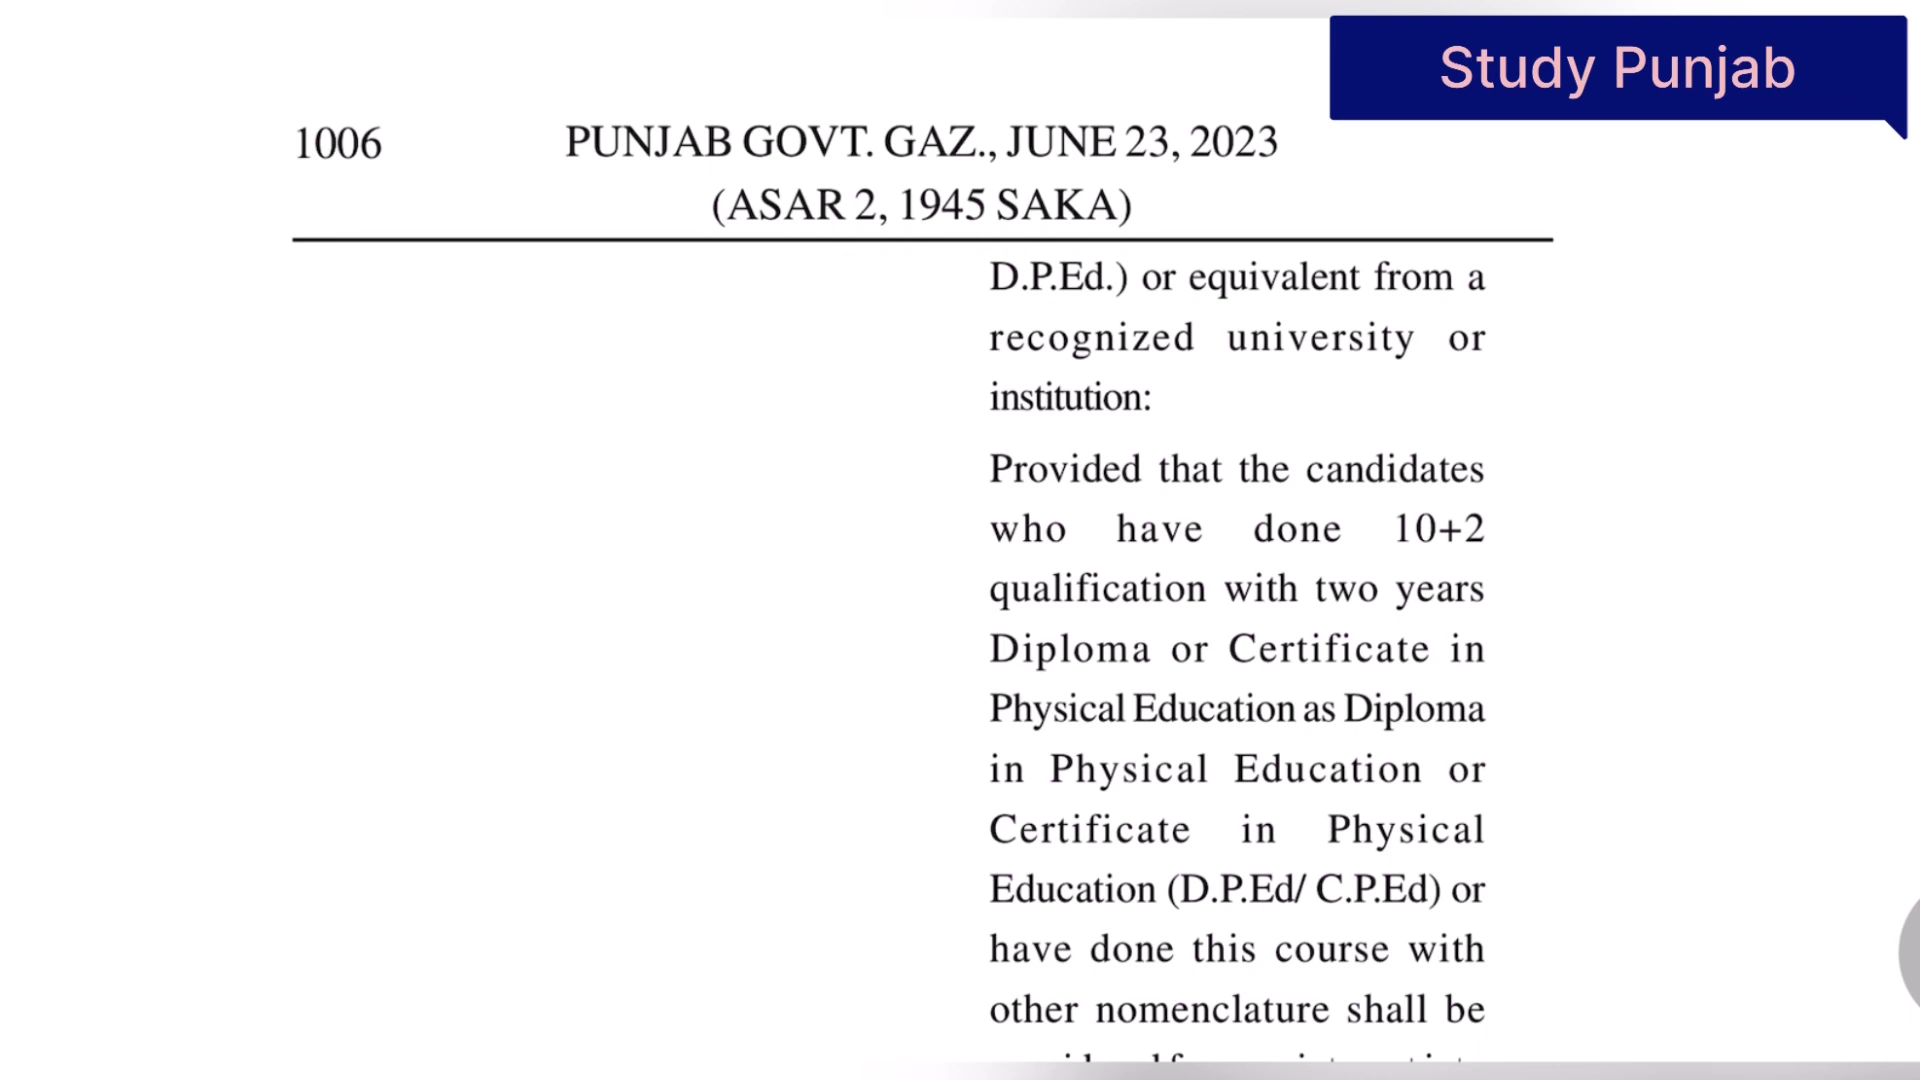 Study Punjab
1006 PUNJAB GOVT. GAZ., JUNE 23, 2023
(ASAR 2, 1945 SAKA)
D.P.Ed.) or equivalent from a
recognized university or
institution:
Provided that the candidates
who have done 10+2
qualification with two years
Diploma or Certificate in
Physical Education as Diploma
in Physical Education or
Certificate in Physical
Education (D.P.Ed/ C.P.Ed) or
have done this course with
other nomenclature shall be